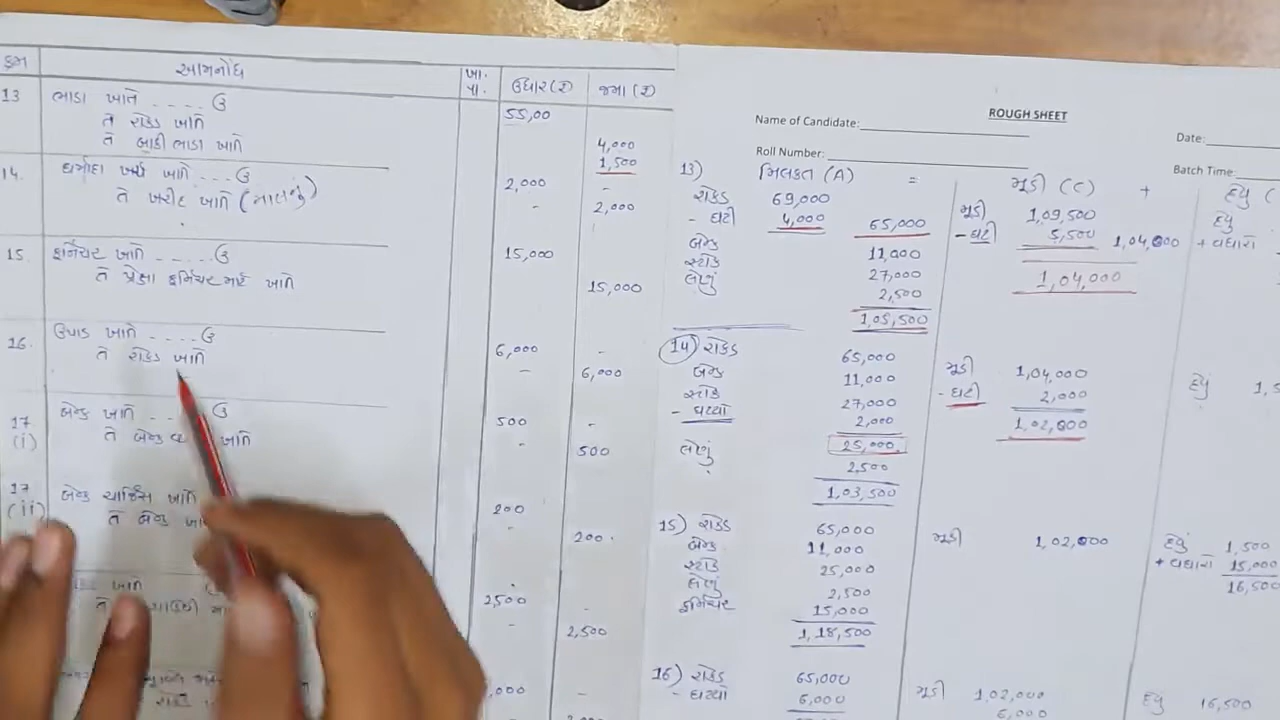 ક્રમ આમનોંધ ખા. પા. ઉધાર(₹) જમા (₹)
13 ભાડા ખાતે ....ઉ 55,00
તે રોકડ ખાતે 4,000
તે બાકી ભાડા ખાતે 1,500
14. ધર્માદા ખર્ચ ખાતે ....ઉ 2,000 -
તે ખરીદ ખાતે (માલનું) - 2,000
15. ફર્નિચર ખાતે .....ઉ 15,000
તે પ્રેક્ષા ફર્નિચર માર્ટ ખાતે 15,000
16. ઉપાડ ખાતે .....ઉ 6,000 -
તે રોકડ ખાતે - 6,000
17 (i) બેન્ક ખાતે ....ઉ 500 -
તે બેન્ક ખાતે - 500
17 (ii) બેન્ક ચાર્જિસ ખાતે 200
તે બેન્ક - 200.
ખાતે 2,500 -
તે - 2,500
,000 -
રોકડ
ROUGH SHEET
Name of Candidate: Date:
Roll Number: Batch Time:
13) મિલકત (A) = મૂડી (C) + દેવું (
રોકડ 69,000 મૂડી 1,09,500 દેવું
- ઘટી 4,000 65,000 - ઘટી 5,500 1,04,000 + વધારો
બેન્ક 11,000
સ્ટોક 27,000 1,04,000
લેણું 2,500
1,05,500
14) રોકડ 65,000 મૂડી 1,04,000 દેવું 1,5
બેન્ક 11,000 - ઘટી 2,000
સ્ટોક 27,000 1,02,000
- ઘટ્યો 2,000
25,000
લેણું 2,500
1,03,500
15) રોકડ 65,000 મૂડી 1,02,000 દેવું 1,500
બેન્ક 11,000 + વધારો 15,000
સ્ટોક 25,000 16,500
લેણું 2,500
ફર્નિચર 15,000
1,18,500
16) રોકડ 65,000 મૂડી 1,02,000 દેવું 16,500
- ઘટ્યા 6,000 6,000